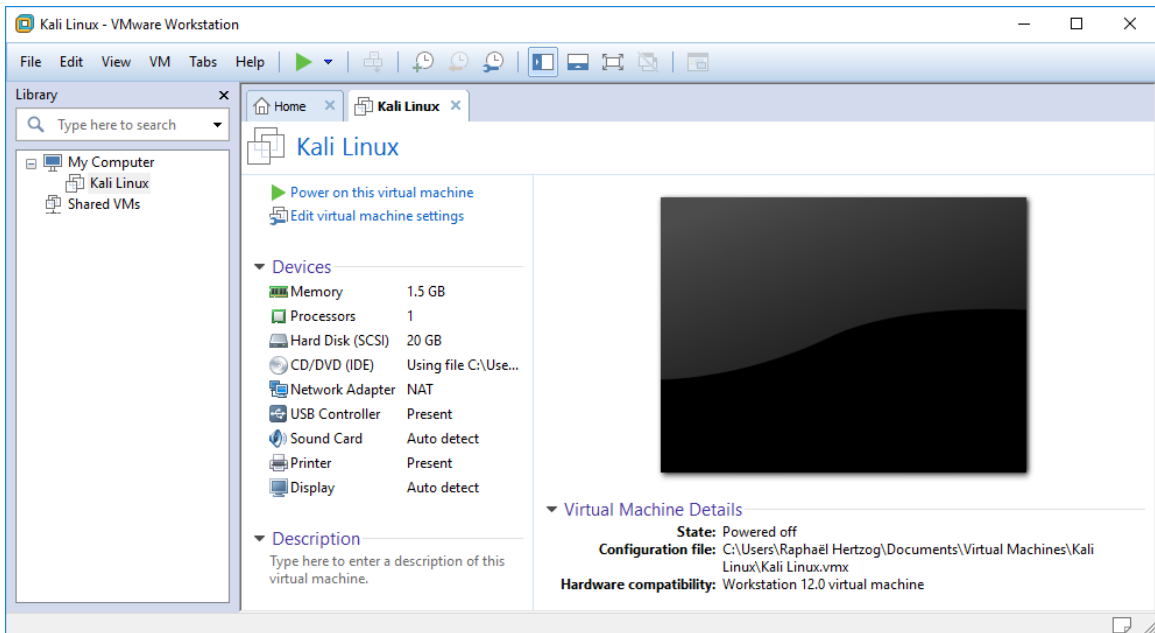 Kali Linux - VMware Workstation
File Edit View VM Tabs Help
Library x
Type here to search
My Computer
Kali Linux
Shared VMs
Home
Kali Linux
Kali Linux
Power on this virtual machine
Edit virtual machine settings
Devices
Memory 1.5 GB
Processors 1
Hard Disk (SCSI) 20 GB
CD/DVD (IDE) Using file C:\Use...
Network Adapter NAT
USB Controller Present
Sound Card Auto detect
Printer Present
Display Auto detect
Description
Type here to enter a description of this
virtual machine.
Virtual Machine Details
State: Powered off
Configuration file: C:\Users\Raphaël Hertzog\Documents\Virtual Machines\Kali
Linux\Kali Linux.vmx
Hardware compatibility: Workstation 12.0 virtual machine